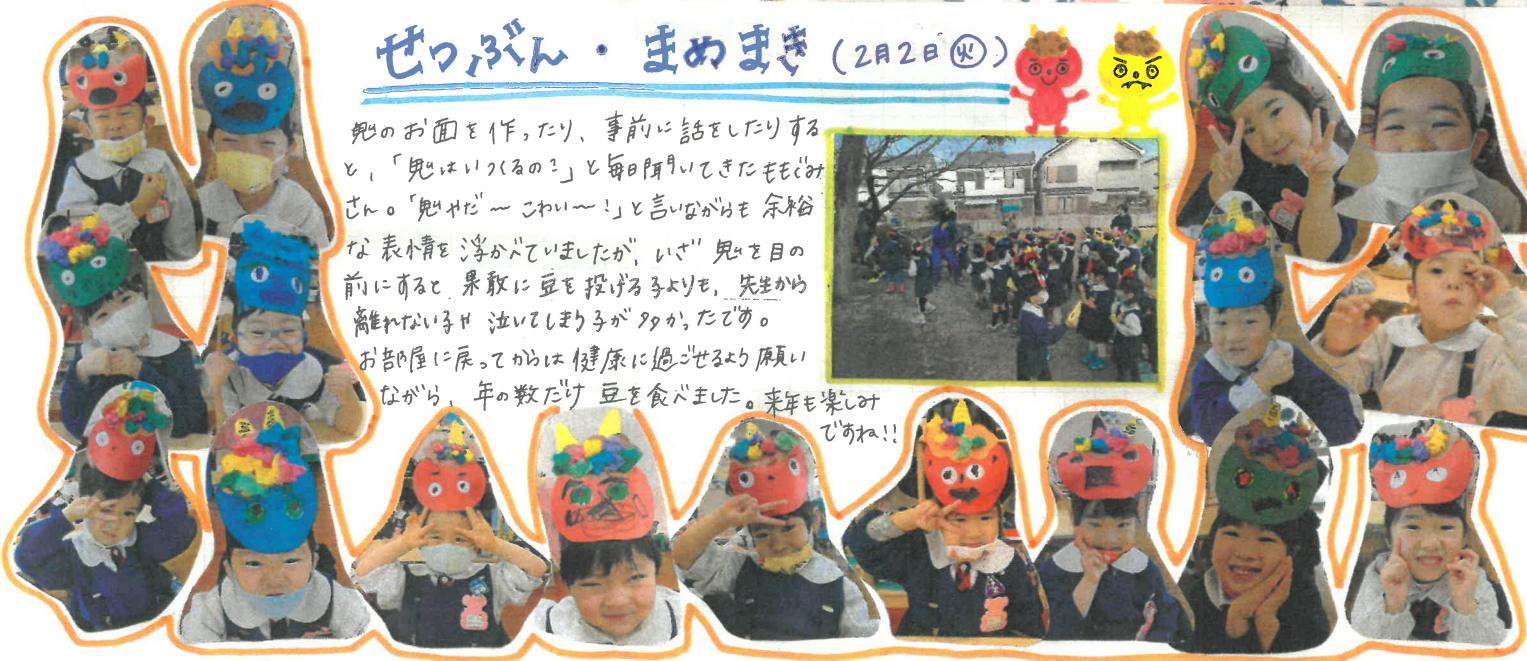 せつぶん・まめまき（2月2日㊋）
鬼のお面を作ったり、事前に話をしたりする
と、「鬼はいつくるの？」と毎日聞いてきたももぐみ
さん。「鬼やだ〜こわい〜！」と言いながらも余裕
な表情を浮かべていましたが、いざ鬼を目の
前にすると果敢に豆を投げる子よりも、先生から
離れない子や泣いてしまう子が多かったです。
お部屋に戻ってからは健康に過ごせるよう願い
ながら、年の数だけ豆を食べました。来年も楽しみ
ですね!!